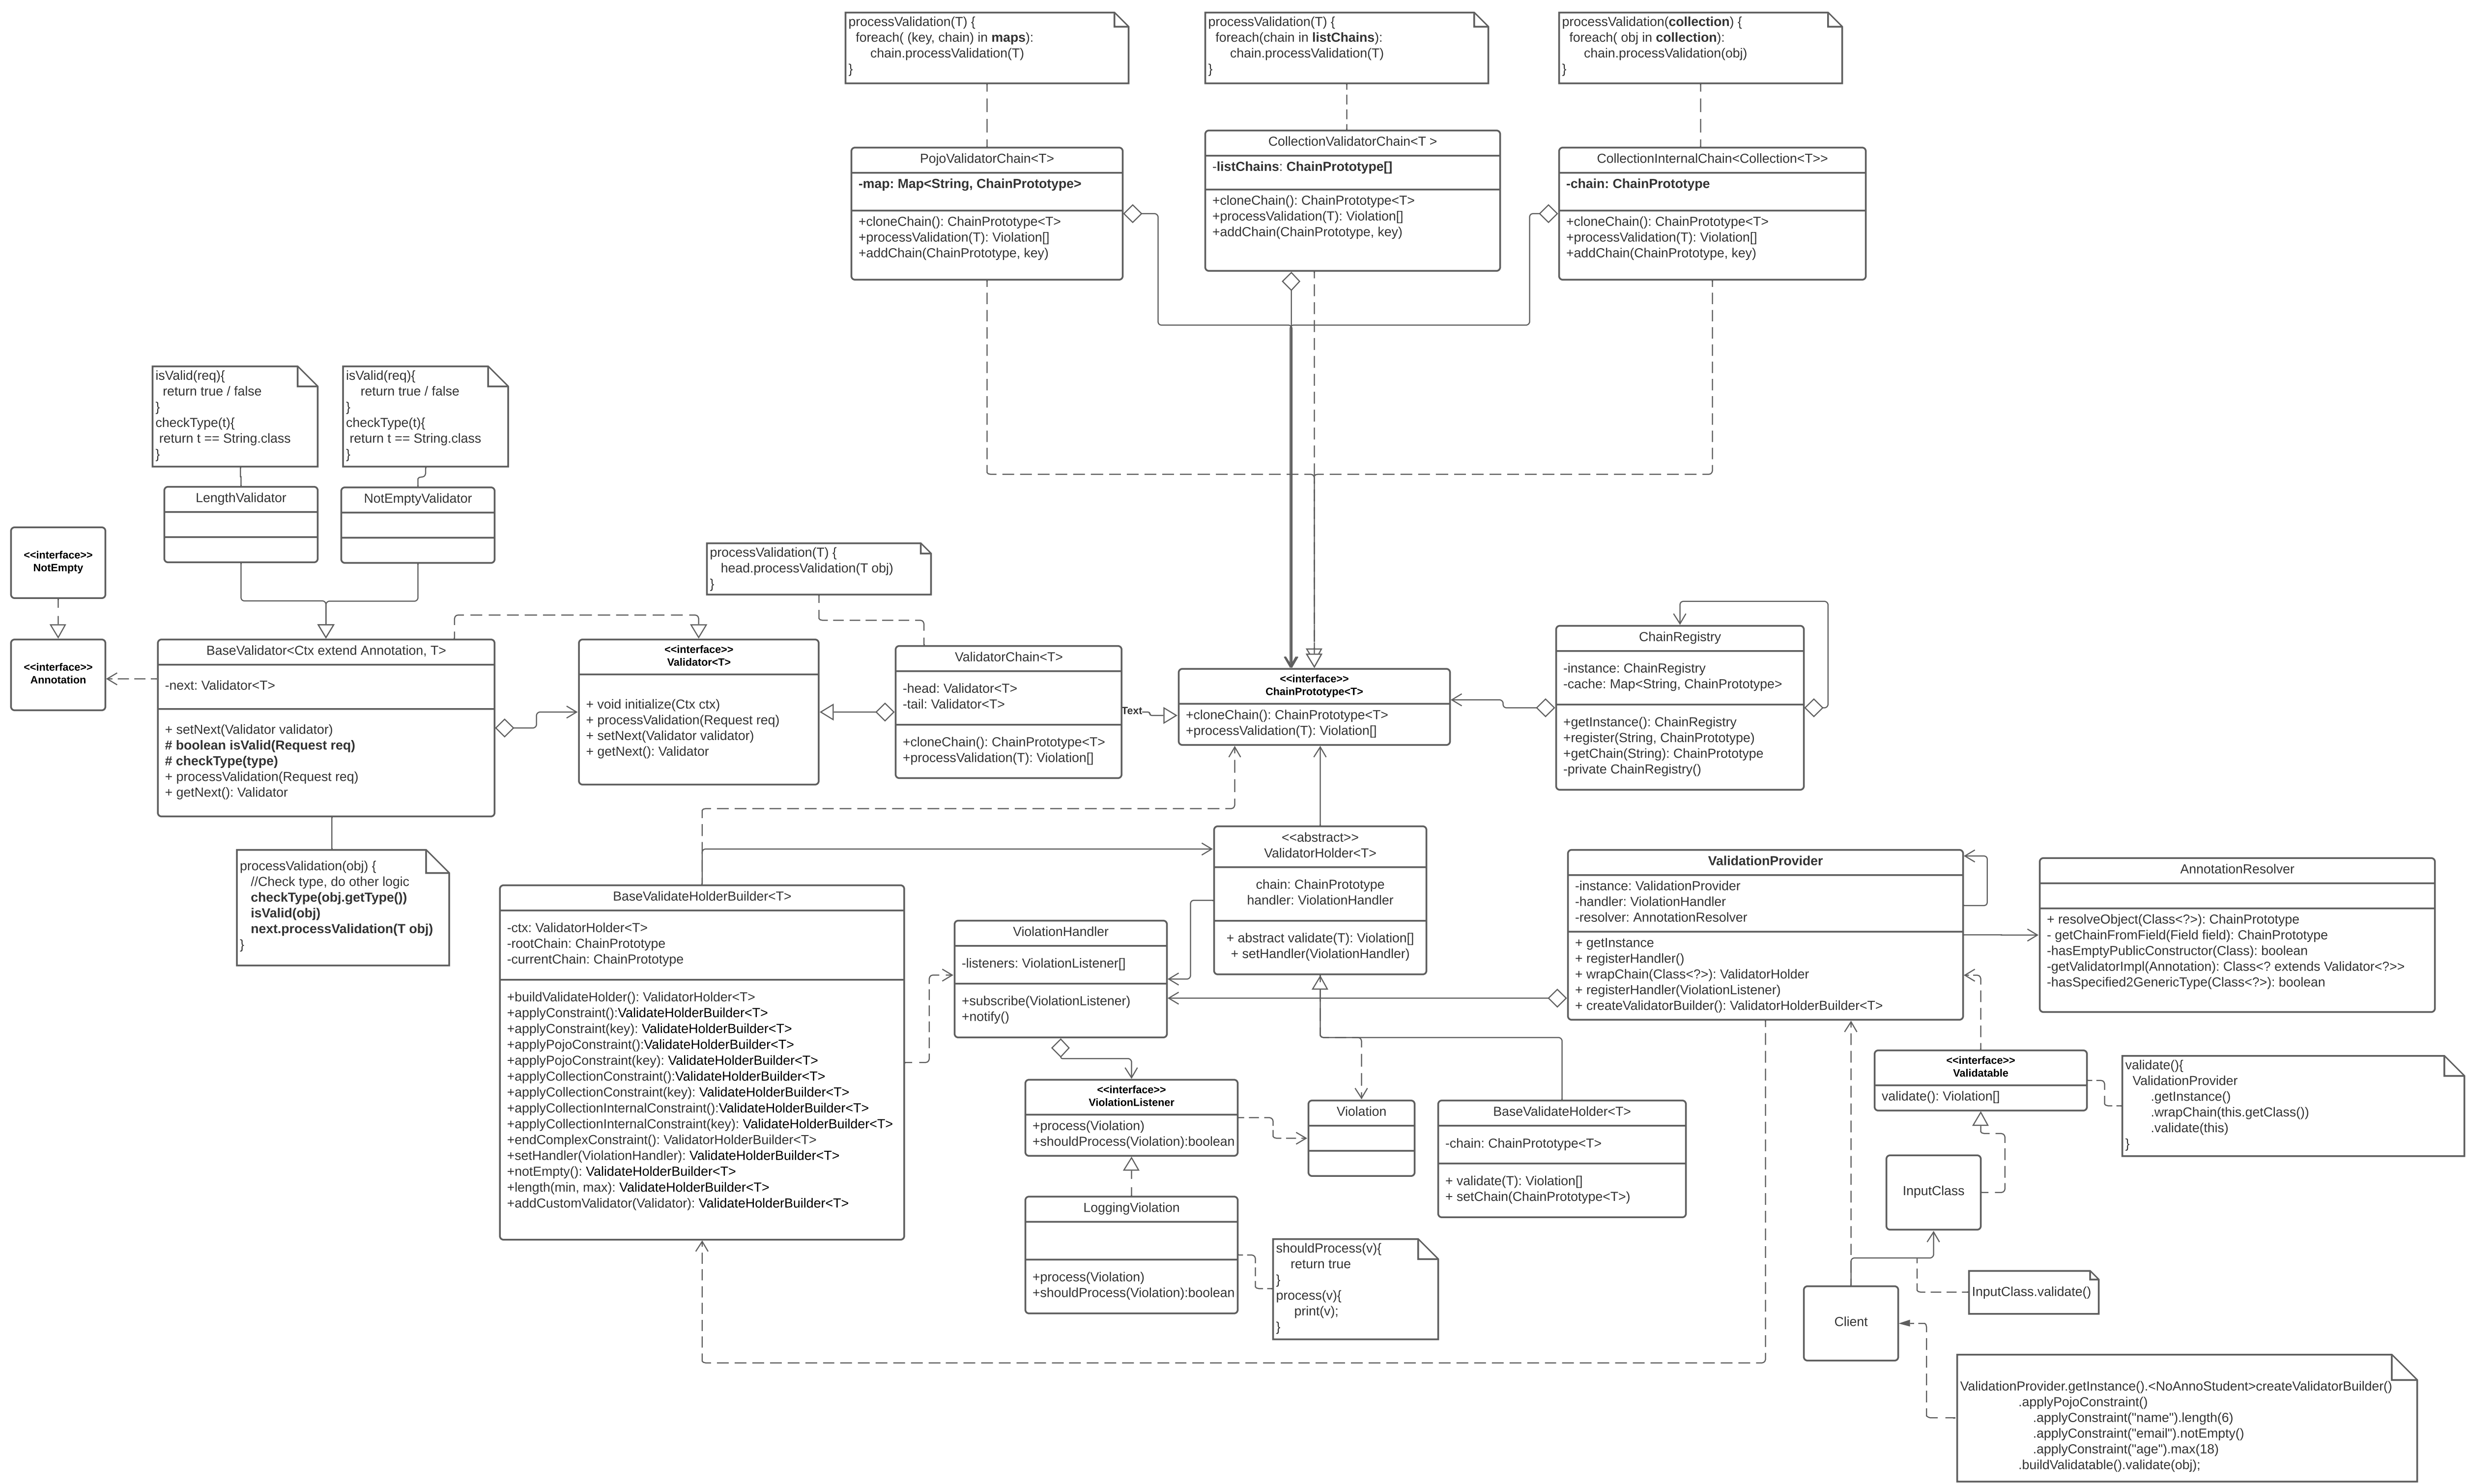 processValidation(T) {
foreach( (key, chain) in maps):
chain.processValidation(T)
}
processValidation(T) {
foreach(chain in listChains):
chain.processValidation(T)
}
processValidation(collection) {
foreach( obj in collection):
chain.processValidation(obj)
}
PojoValidatorChain<T>
-map: Map<String, ChainPrototype>
+cloneChain(): ChainPrototype<T>
+processValidation(T): Violation[]
+addChain(ChainPrototype, key)
CollectionValidatorChain<T >
-listChains: ChainPrototype[]
+cloneChain(): ChainPrototype<T>
+processValidation(T): Violation[]
+addChain(ChainPrototype, key)
CollectionInternalChain<Collection<T>>
-chain: ChainPrototype
+cloneChain(): ChainPrototype<T>
+processValidation(T): Violation[]
+addChain(ChainPrototype, key)
isValid(req){
return true / false
}
checkType(t){
return t == String.class
}
isValid(req){
return true / false
}
checkType(t){
return t == String.class
}
LengthValidator
NotEmptyValidator
<<interface>>
NotEmpty
<<interface>>
Annotation
BaseValidator<Ctx extend Annotation, T>
-next: Validator<T>
+ setNext(Validator validator)
# boolean isValid(Request req)
# checkType(type)
+ processValidation(Request req)
+ getNext(): Validator
processValidation(obj) {
//Check type, do other logic
checkType(obj.getType())
isValid(obj)
next.processValidation(T obj)
}
<<interface>>
Validator<T>
+ void initialize(Ctx ctx)
+ processValidation(Request req)
+ setNext(Validator validator)
+ getNext(): Validator
processValidation(T) {
head.processValidation(T obj)
}
ValidatorChain<T>
-head: Validator<T>
-tail: Validator<T>
+cloneChain(): ChainPrototype<T>
+processValidation(T): Violation[]
Text
<<interface>>
ChainPrototype<T>
+cloneChain(): ChainPrototype<T>
+processValidation(T): Violation[]
ChainRegistry
-instance: ChainRegistry
-cache: Map<String, ChainPrototype>
+getInstance(): ChainRegistry
+register(String, ChainPrototype)
+getChain(String): ChainPrototype
-private ChainRegistry()
<<abstract>>
ValidatorHolder<T>
chain: ChainPrototype
handler: ViolationHandler
+ abstract validate(T): Violation[]
+ setHandler(ViolationHandler)
BaseValidateHolderBuilder<T>
-ctx: ValidatorHolder<T>
-rootChain: ChainPrototype
-currentChain: ChainPrototype
+buildValidateHolder(): ValidatorHolder<T>
+applyConstraint():ValidateHolderBuilder<T>
+applyConstraint(key): ValidateHolderBuilder<T>
+applyPojoConstraint():ValidateHolderBuilder<T>
+applyPojoConstraint(key): ValidateHolderBuilder<T>
+applyCollectionConstraint():ValidateHolderBuilder<T>
+applyCollectionConstraint(key): ValidateHolderBuilder<T>
+applyCollectionInternalConstraint():ValidateHolderBuilder<T>
+applyCollectionInternalConstraint(key): ValidateHolderBuilder<T>
+endComplexConstraint(): ValidatorHolderBuilder<T>
+setHandler(ViolationHandler): ValidateHolderBuilder<T>
+notEmpty(): ValidateHolderBuilder<T>
+length(min, max): ValidateHolderBuilder<T>
+addCustomValidator(Validator): ValidateHolderBuilder<T>
ViolationHandler
-listeners: ViolationListener[]
+subscribe(ViolationListener)
+notify()
<<interface>>
ViolationListener
+process(Violation)
+shouldProcess(Violation):boolean
LoggingViolation
+process(Violation)
+shouldProcess(Violation):boolean
shouldProcess(v){
return true
}
process(v){
print(v);
}
Violation
BaseValidateHolder<T>
-chain: ChainPrototype<T>
+ validate(T): Violation[]
+ setChain(ChainPrototype<T>)
ValidationProvider
-instance: ValidationProvider
-handler: ViolationHandler
-resolver: AnnotationResolver
+ getInstance
+ registerHandler()
+ wrapChain(Class<?>): ValidatorHolder
+ registerHandler(ViolationListener)
+ createValidatorBuilder(): ValidatorHolderBuilder<T>
AnnotationResolver
+ resolveObject(Class<?>): ChainPrototype
- getChainFromField(Field field): ChainPrototype
-hasEmptyPublicConstructor(Class): boolean
-getValidatorImpl(Annotation): Class<? extends Validator<?>>
-hasSpecified2GenericType(Class<?>): boolean
<<interface>>
Validatable
validate(): Violation[]
validate(){
ValidationProvider
.getInstance()
.wrapChain(this.getClass())
.validate(this)
}
InputClass
Client
InputClass.validate()
ValidationProvider.getInstance().<NoAnnoStudent>createValidatorBuilder()
.applyPojoConstraint()
.applyConstraint("name").length(6)
.applyConstraint("email").notEmpty()
.applyConstraint("age").max(18)
.buildValidatable().validate(obj);